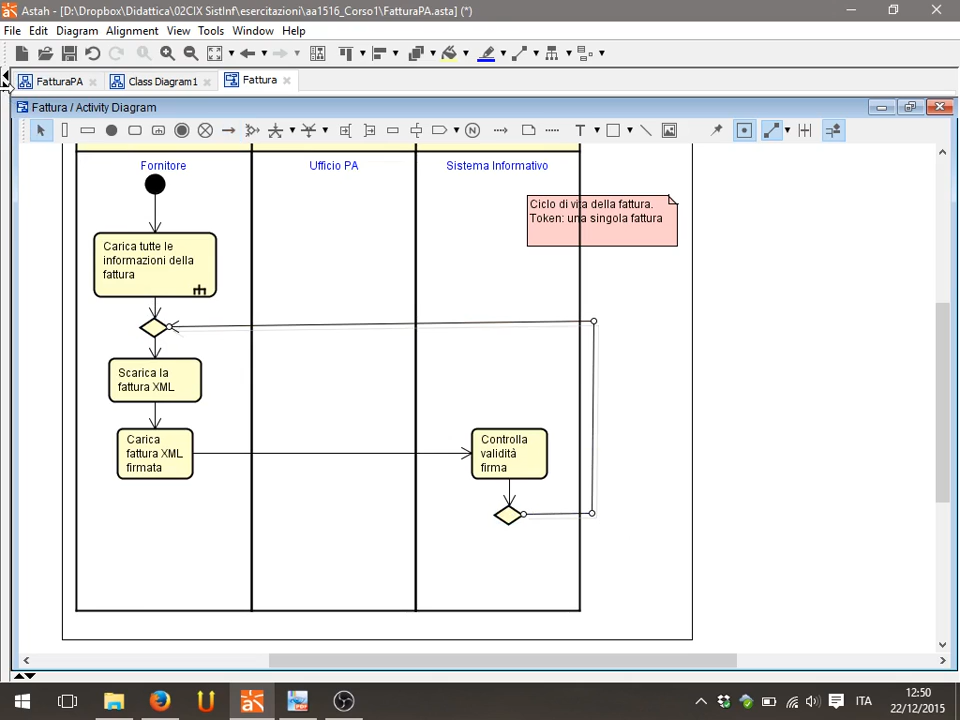 Astah - [D:\Dropbox\Didattica\02CIX SistInf\esercitazioni\aa1516_Corso1\FatturaPA.asta] (*)
File Edit Diagram Alignment View Tools Window Help
FatturaPA Class Diagram1 Fattura
Fattura / Activity Diagram
N T
Fornitore Ufficio PA Sistema Informativo
Ciclo di vita della fattura.
Token: una singola fattura
Carica tutte le
informazioni della
fattura
Scarica la
fattura XML
Carica
fattura XML
firmata
Controlla
validità
firma
ITA
12:50
22/12/2015